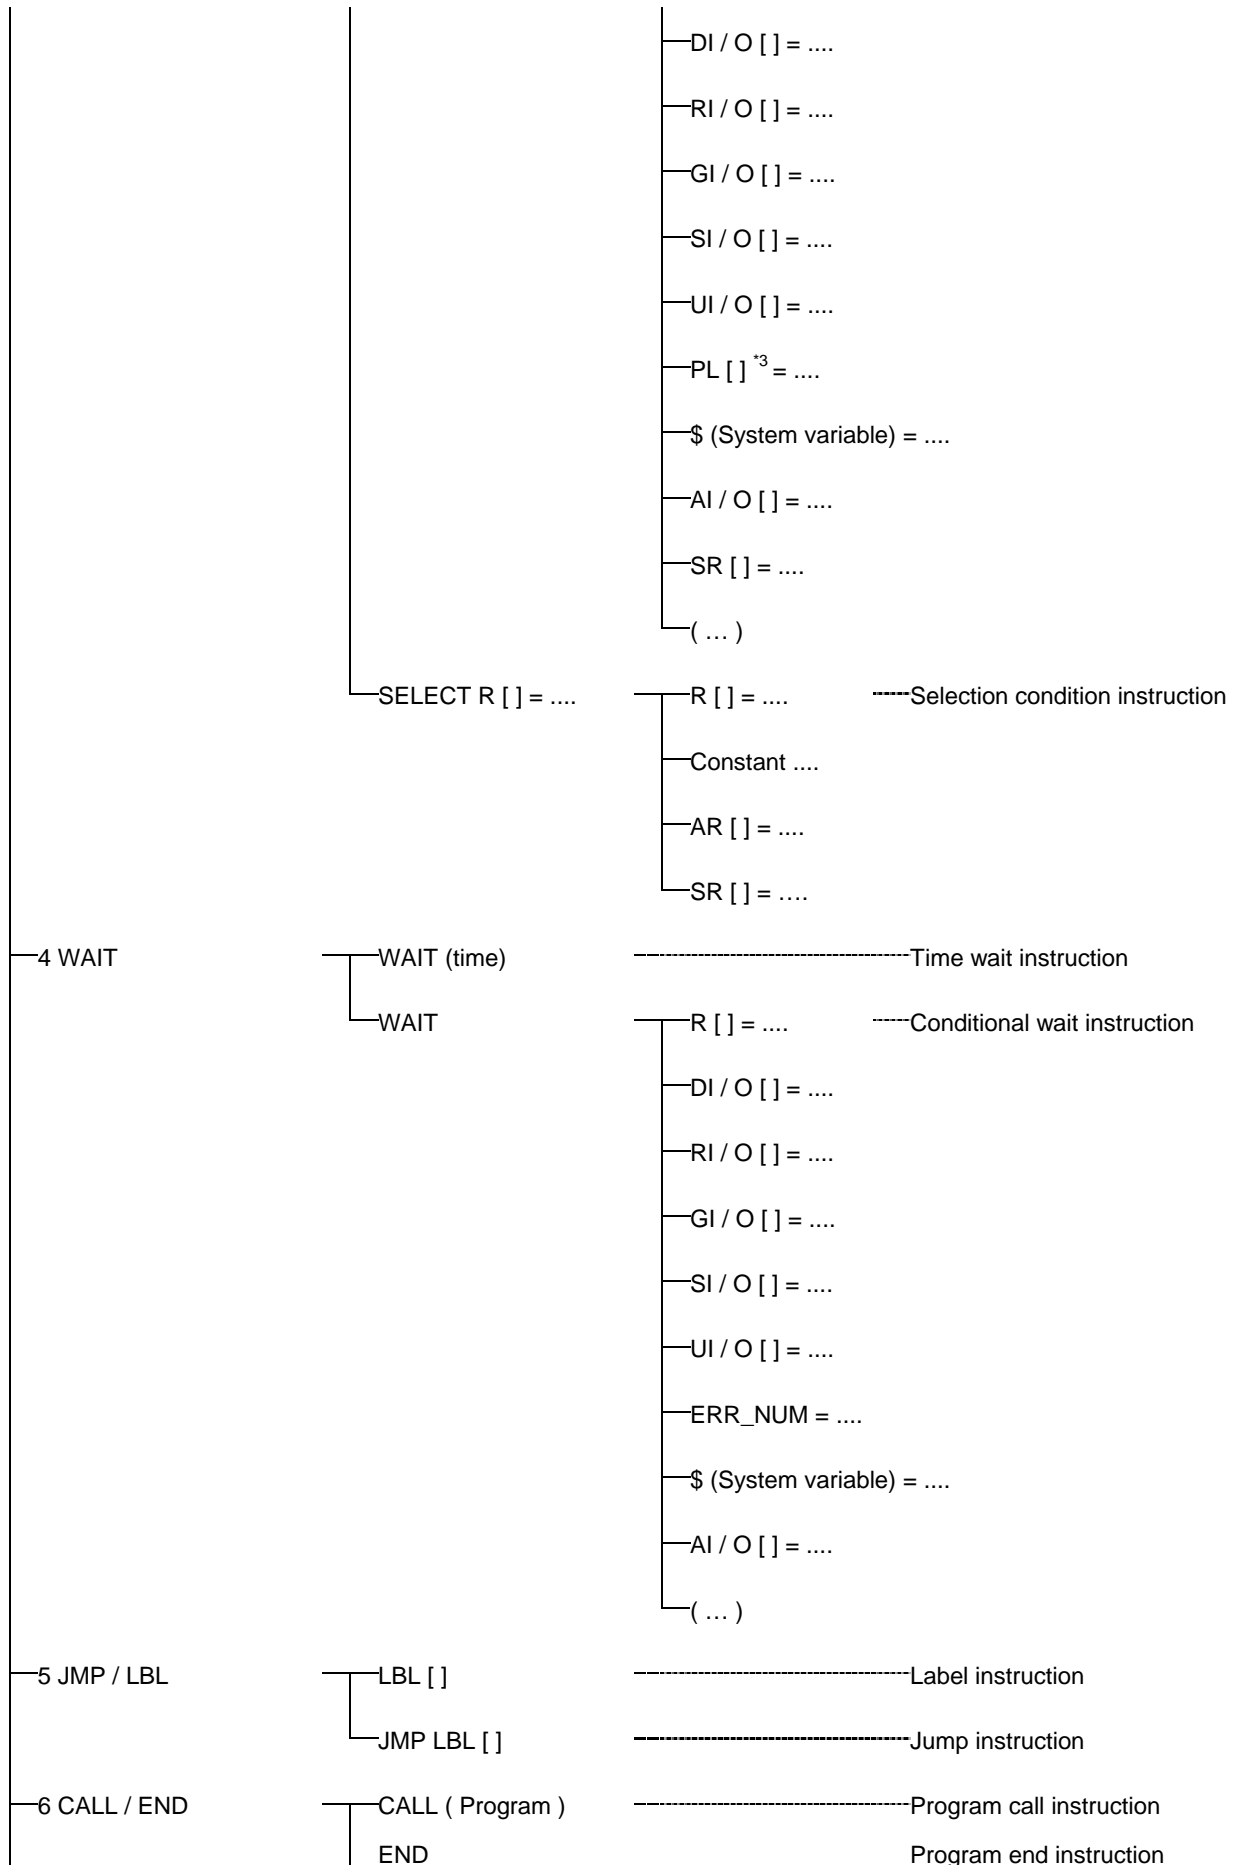 DI / O [ ] = ....
RI / O [ ] = ....
GI / O [ ] = ....
SI / O [ ] = ....
UI / O [ ] = ....
PL [ ] *3 = ....
$ (System variable) = ....
AI / O [ ] = ....
SR [ ] = ....
( … )
SELECT R [ ] = .... R [ ] = .... Selection condition instruction
Constant ....
AR [ ] = ....
SR [ ] = ….
4 WAIT WAIT (time) Time wait instruction
WAIT R [ ] = .... Conditional wait instruction
DI / O [ ] = ....
RI / O [ ] = ....
GI / O [ ] = ....
SI / O [ ] = ....
UI / O [ ] = ....
ERR_NUM = ....
$ (System variable) = ....
AI / O [ ] = ....
( … )
5 JMP / LBL LBL [ ] Label instruction
JMP LBL [ ] Jump instruction
6 CALL / END CALL ( Program ) Program call instruction
END Program end instruction